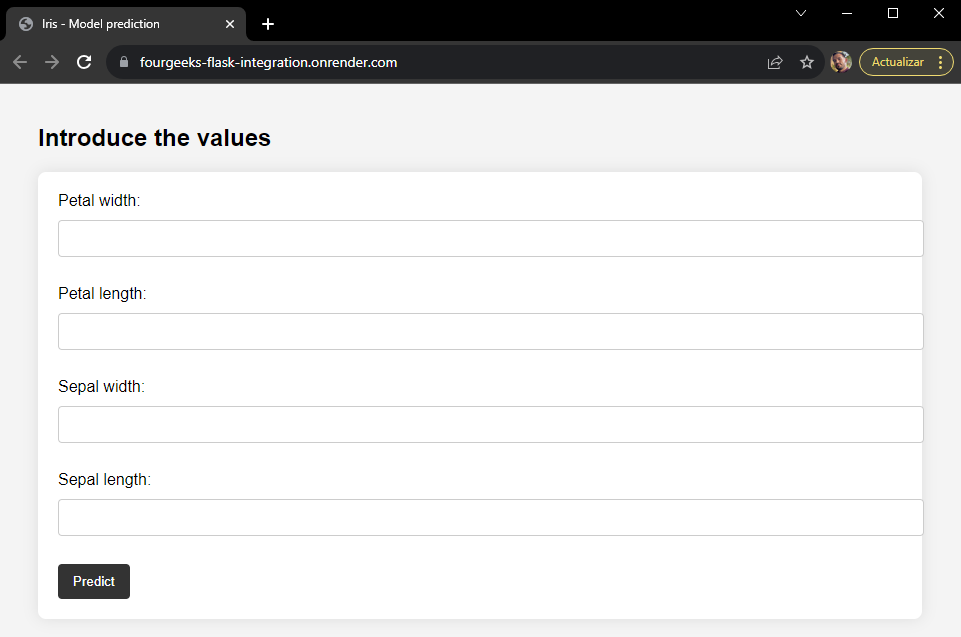 Iris - Model prediction
fourgeeks-flask-integration.onrender.com
Actualizar
Introduce the values
Petal width:
Petal length:
Sepal width:
Sepal length:
Predict